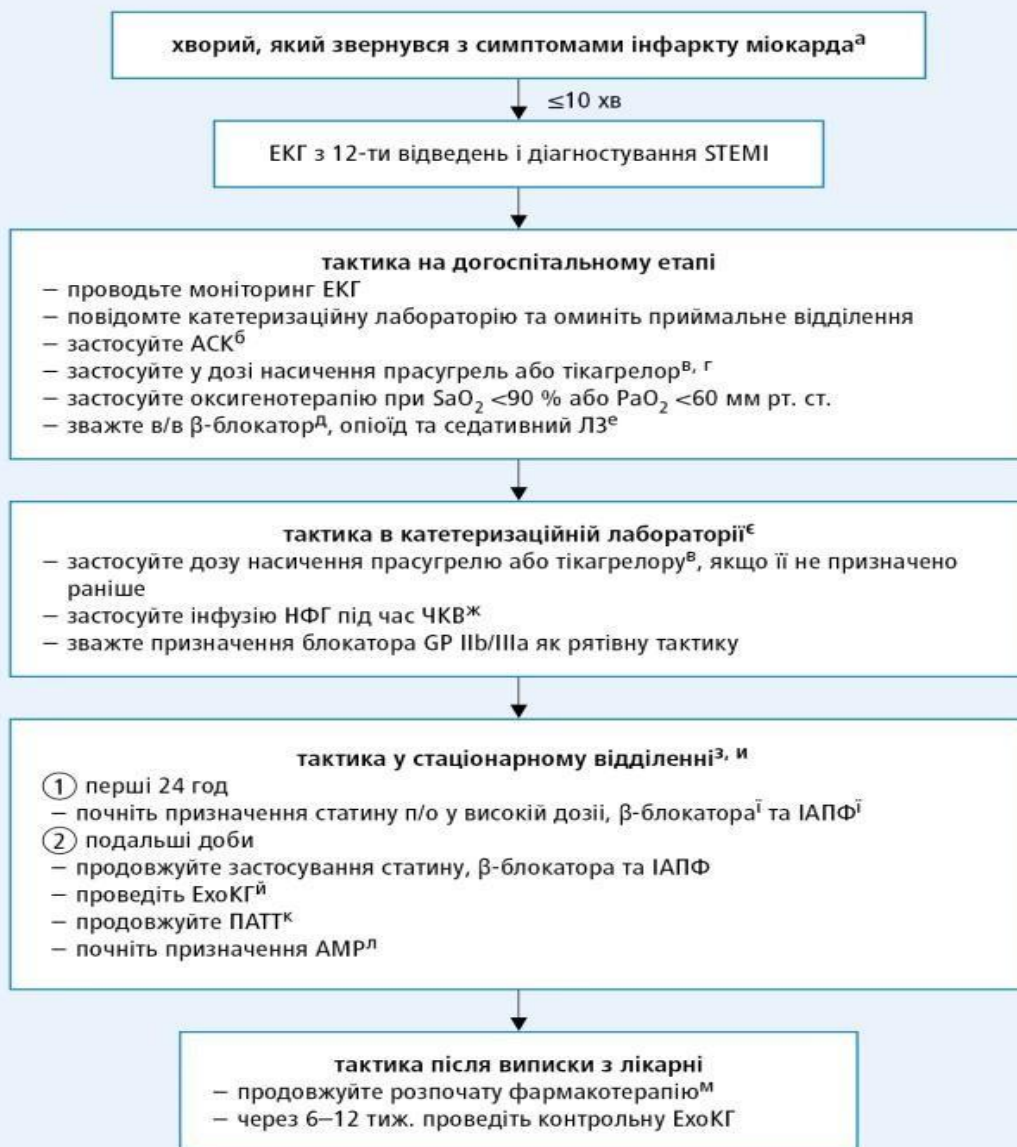 хворий, який звернувся з симптомами інфаркту міокардаᵃ
≤10 хв
ЕКГ з 12-ти відведень і діагностування STEMI
тактика на догоспітальному етапі
– проводьте моніторинг ЕКГ
– повідомте катетеризаційну лабораторію та омініть приймальне відділення
– застосуйте АСКб
– застосуйте у дозі насичення прасугрель або тікагрелорв, г
– застосуйте оксигенотерапію при SaO₂ <90 % або PaO₂ <60 мм рт. ст.
– зважте в/в β-блокаторд, опіоїд та седативний ЛЗе
тактика в катетеризаційній лабораторіїє
– застосуйте дозу насичення прасугрелю або тікагрелорув, якщо її не призначено
раніше
– застосуйте інфузію НФГ під час ЧКВж
– зважте призначення блокатора GP IIb/IIIa як рятівну тактику
тактика у стаціонарному відділенніз, и
① перші 24 год
– почніть призначення статину п/о у високій дозіі, β-блокатораї та ІАПФї
② подальші доби
– продовжуйте застосування статину, β-блокатора та ІАПФ
– проведіть ЕхоКГй
– продовжуйте ПАТТк
– почніть призначення АМРл
тактика після виписки з лікарні
– продовжуйте розпочату фармакотерапіюм
– через 6–12 тиж. проведіть контрольну ЕхоКГ